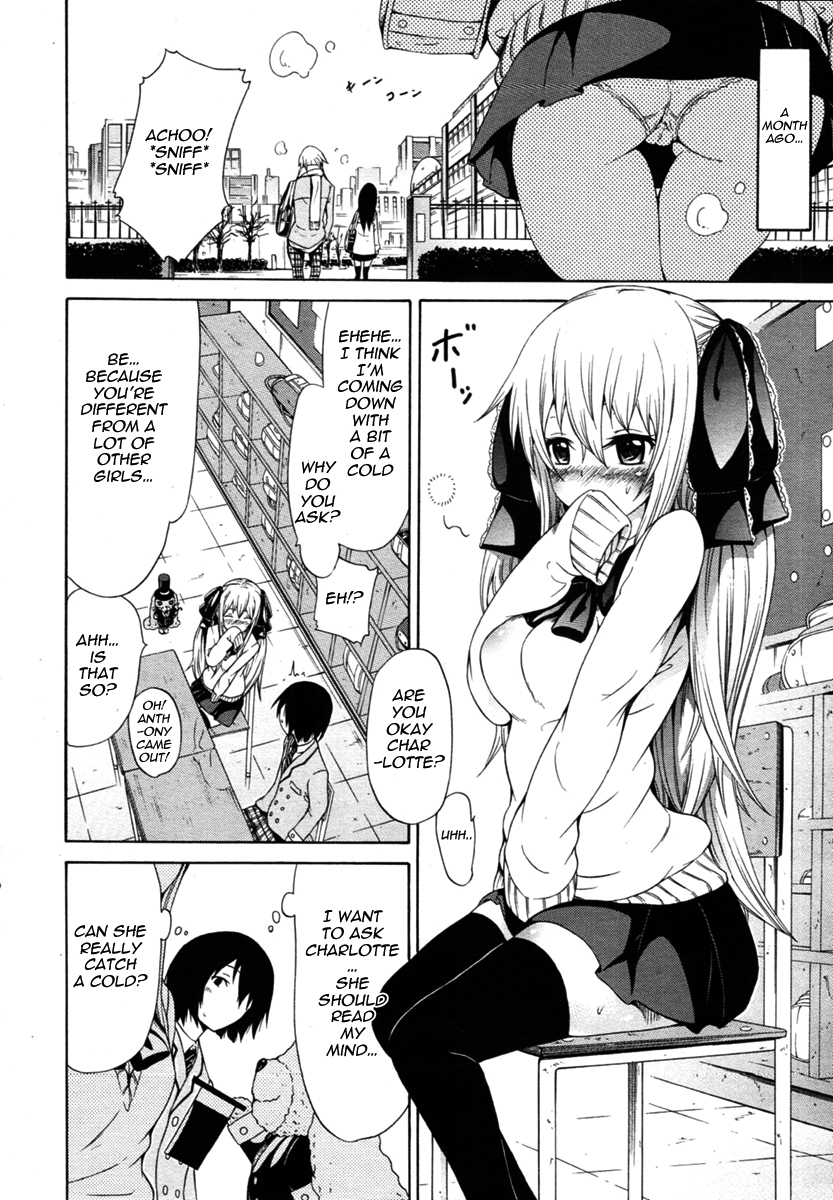 A
MONTH
AGO...
ーン
コーン
ACHOO!
*SNIFF*
*SNIFF*
ボーッ
EHEHE...
I THINK
I'M
COMING
DOWN
WITH
A BIT
OF A
COLD
WHY
DO
YOU
ASK?
BE...
BECAUSE
YOU'RE
DIFFERENT
FROM A
LOT OF
OTHER
GIRLS...
EH!?
AHH...
IS
THAT
SO?
OH!
ANTH
-ONY
CAME
OUT!
ARE
YOU
OKAY
CHAR
-LOTTE?
UHH..
I WANT
TO ASK
CHARLOTTE
...
SHE
SHOULD
READ
MY
MIND...
CAN SHE
REALLY
CATCH
A COLD?